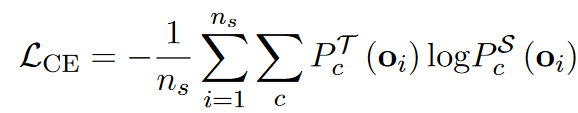 \mathcal{L}_{\mathrm{CE}} = -\frac{1}{n_s} \sum_{i=1}^{n_s} \sum_{c} P_c^{\mathcal{T}} (\mathbf{o}_i) \log P_c^{\mathcal{S}} (\mathbf{o}_i)